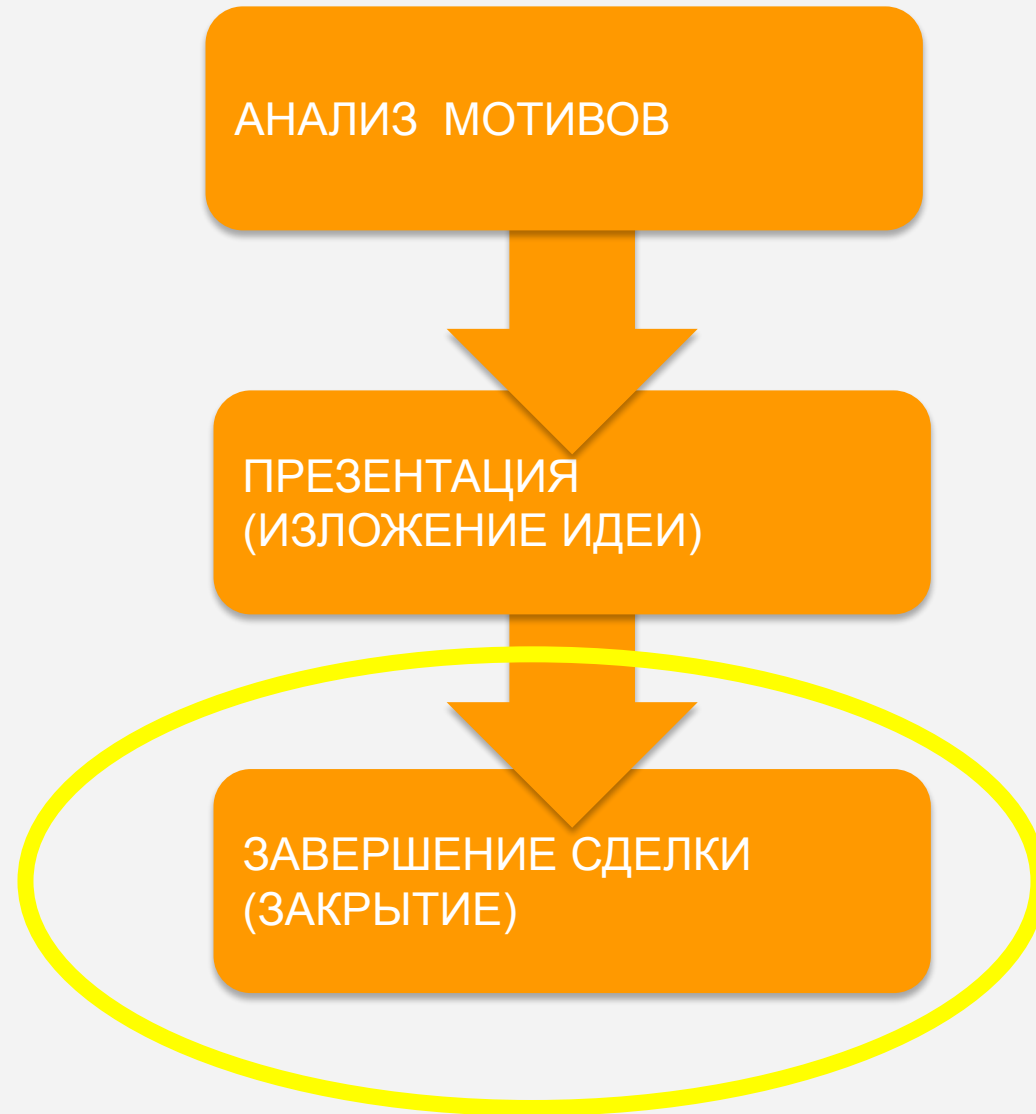 АНАЛИЗ МОТИВОВ
ПРЕЗЕНТАЦИЯ
(ИЗЛОЖЕНИЕ ИДЕИ)
ЗАВЕРШЕНИЕ СДЕЛКИ
(ЗАКРЫТИЕ)